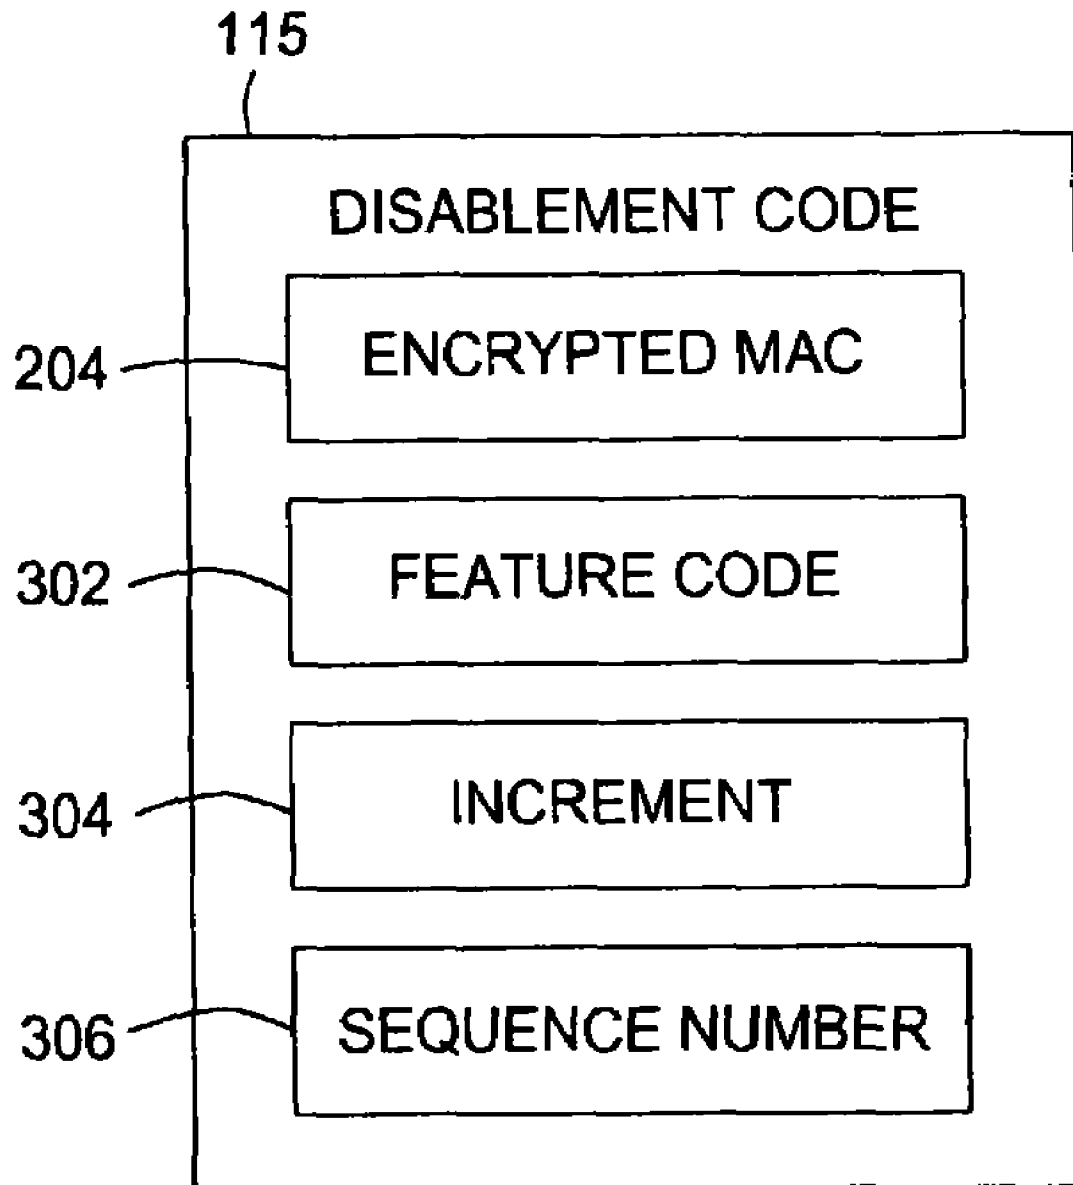 115
DISABLEMENT CODE
204 ENCRYPTED MAC
302 FEATURE CODE
304 INCREMENT
306 SEQUENCE NUMBER